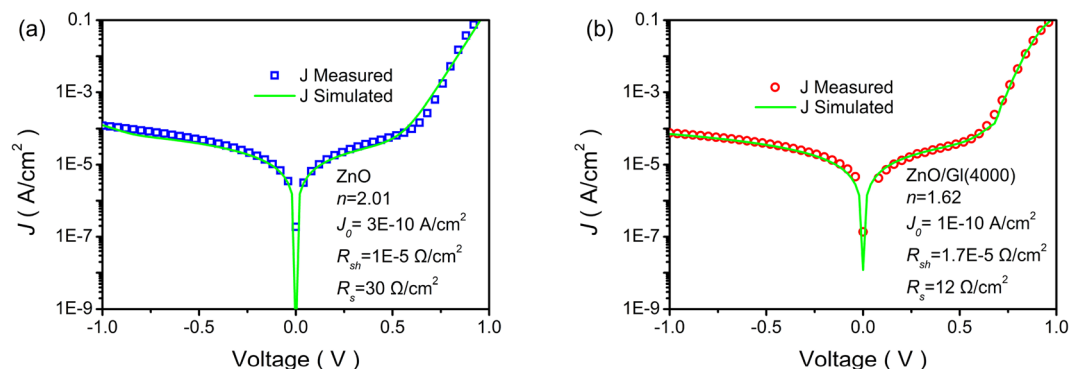 (a)
0.1
1E-3
1E-5
1E-7
1E-9
J ( A/cm²)
J Measured
J Simulated
ZnO
n=2.01
J₀= 3E-10 A/cm²
Rsh=1E-5 Ω/cm²
Rs=30 Ω/cm²
-1.0 -0.5 0.0 0.5 1.0
Voltage ( V )
(b)
0.1
1E-3
1E-5
1E-7
1E-9
J ( A/cm²)
J Measured
J Simulated
ZnO/Gl(4000)
n=1.62
J₀= 1E-10 A/cm²
Rsh=1.7E-5 Ω/cm²
Rs=12 Ω/cm²
-1.0 -0.5 0.0 0.5 1.0
Voltage ( V )